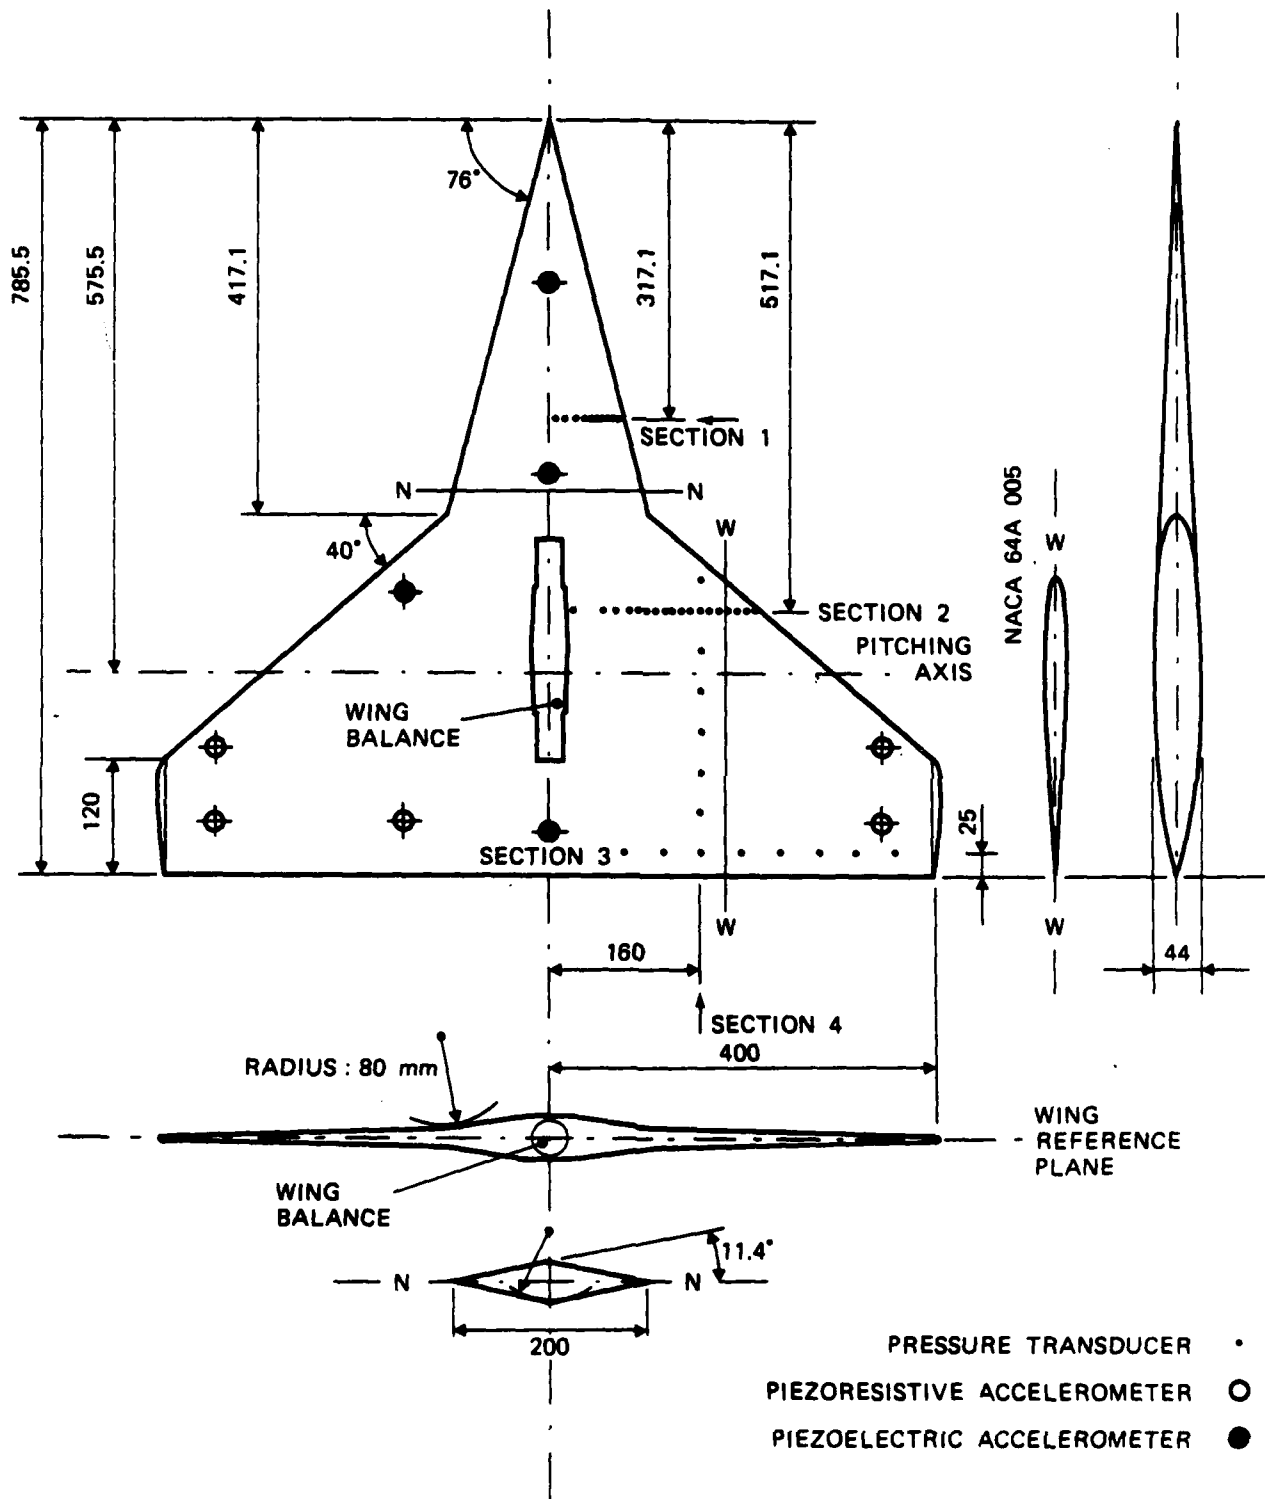 76°
785.5
575.5
417.1
317.1
517.1
SECTION 1
N
N
W
40°
SECTION 2
PITCHING
AXIS
NACA 64A 005
W
WING
BALANCE
120
SECTION 3
25
W
W
160
44
SECTION 4
400
RADIUS : 80 mm
WING
REFERENCE
PLANE
WING
BALANCE
11.4°
N
N
200
PRESSURE TRANSDUCER
PIEZORESISTIVE ACCELEROMETER
PIEZOELECTRIC ACCELEROMETER